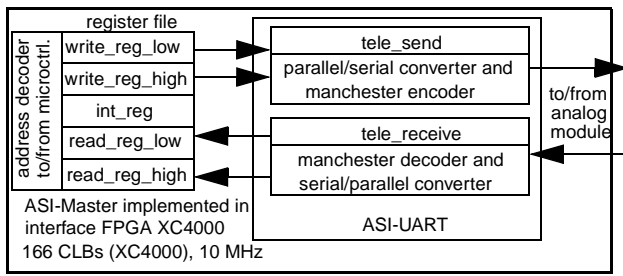 register file
address decoder
to/from microctrl.
write_reg_low
write_reg_high
int_reg
read_reg_low
read_reg_high
tele_send
parallel/serial converter and
manchester encoder
tele_receive
manchester decoder and
serial/parallel converter
ASI-UART
to/from
analog
module
ASI-Master implemented in
interface FPGA XC4000
166 CLBs (XC4000), 10 MHz